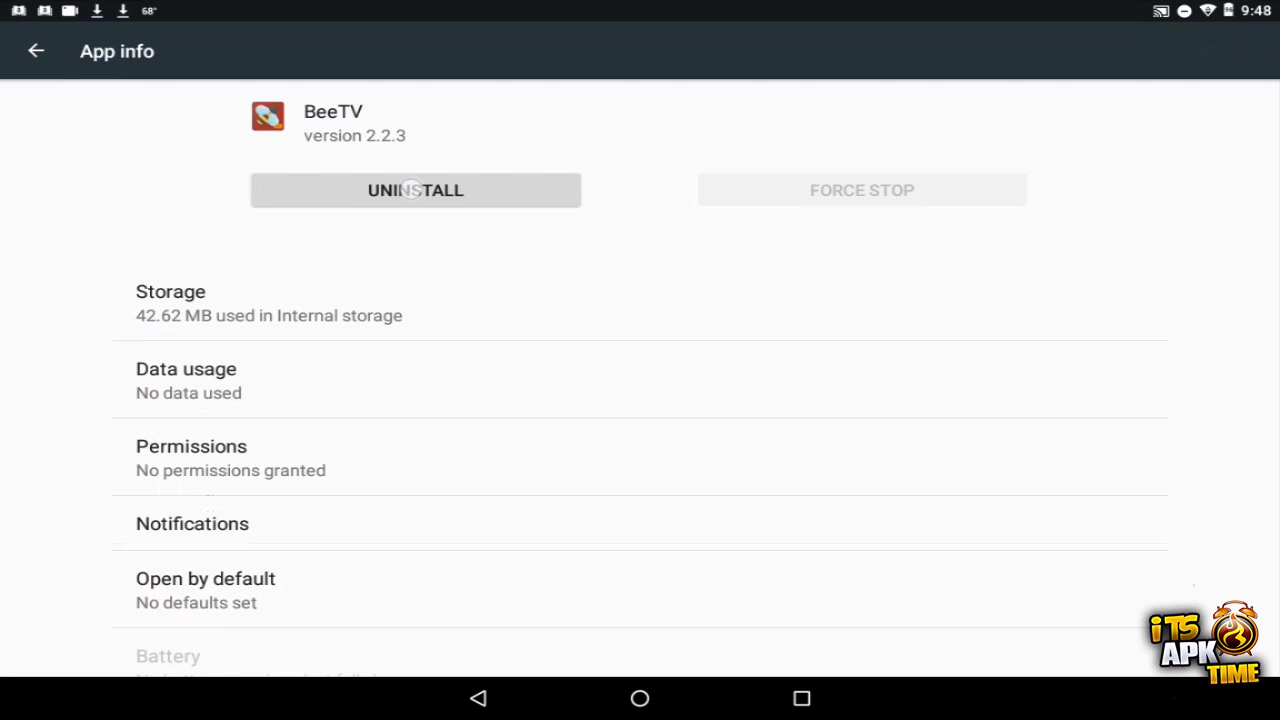 68°
9:48
App info
BeeTV
version 2.2.3
UNINSTALL
FORCE STOP
Storage
42.62 MB used in Internal storage
Data usage
No data used
Permissions
No permissions granted
Notifications
Open by default
No defaults set
Battery
iTS
APK
TIME